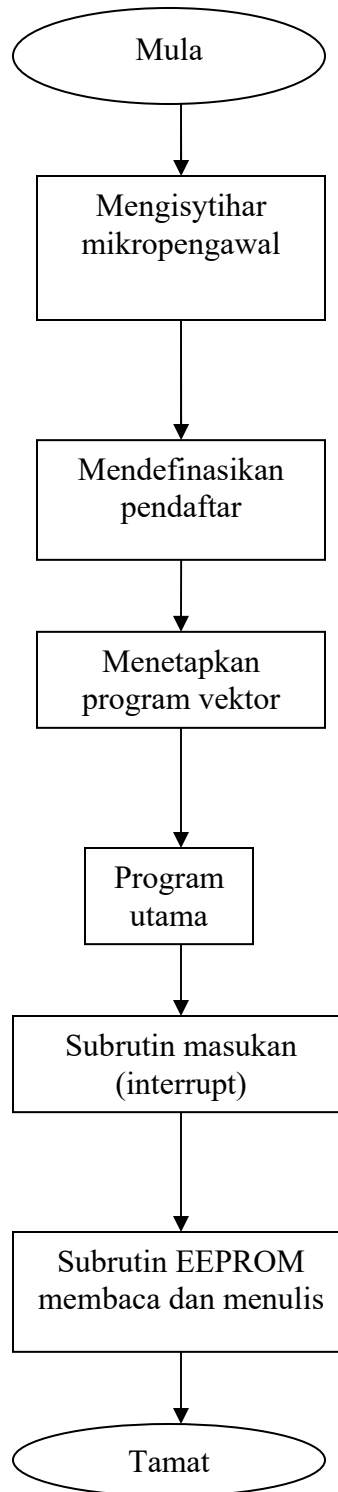 Mula
Mengisytihar
mikropengawal
Mendefinasikan
pendaftar
Menetapkan
program vektor
Program
utama
Subrutin masukan
(interrupt)
Subrutin EEPROM
membaca dan menulis
Tamat